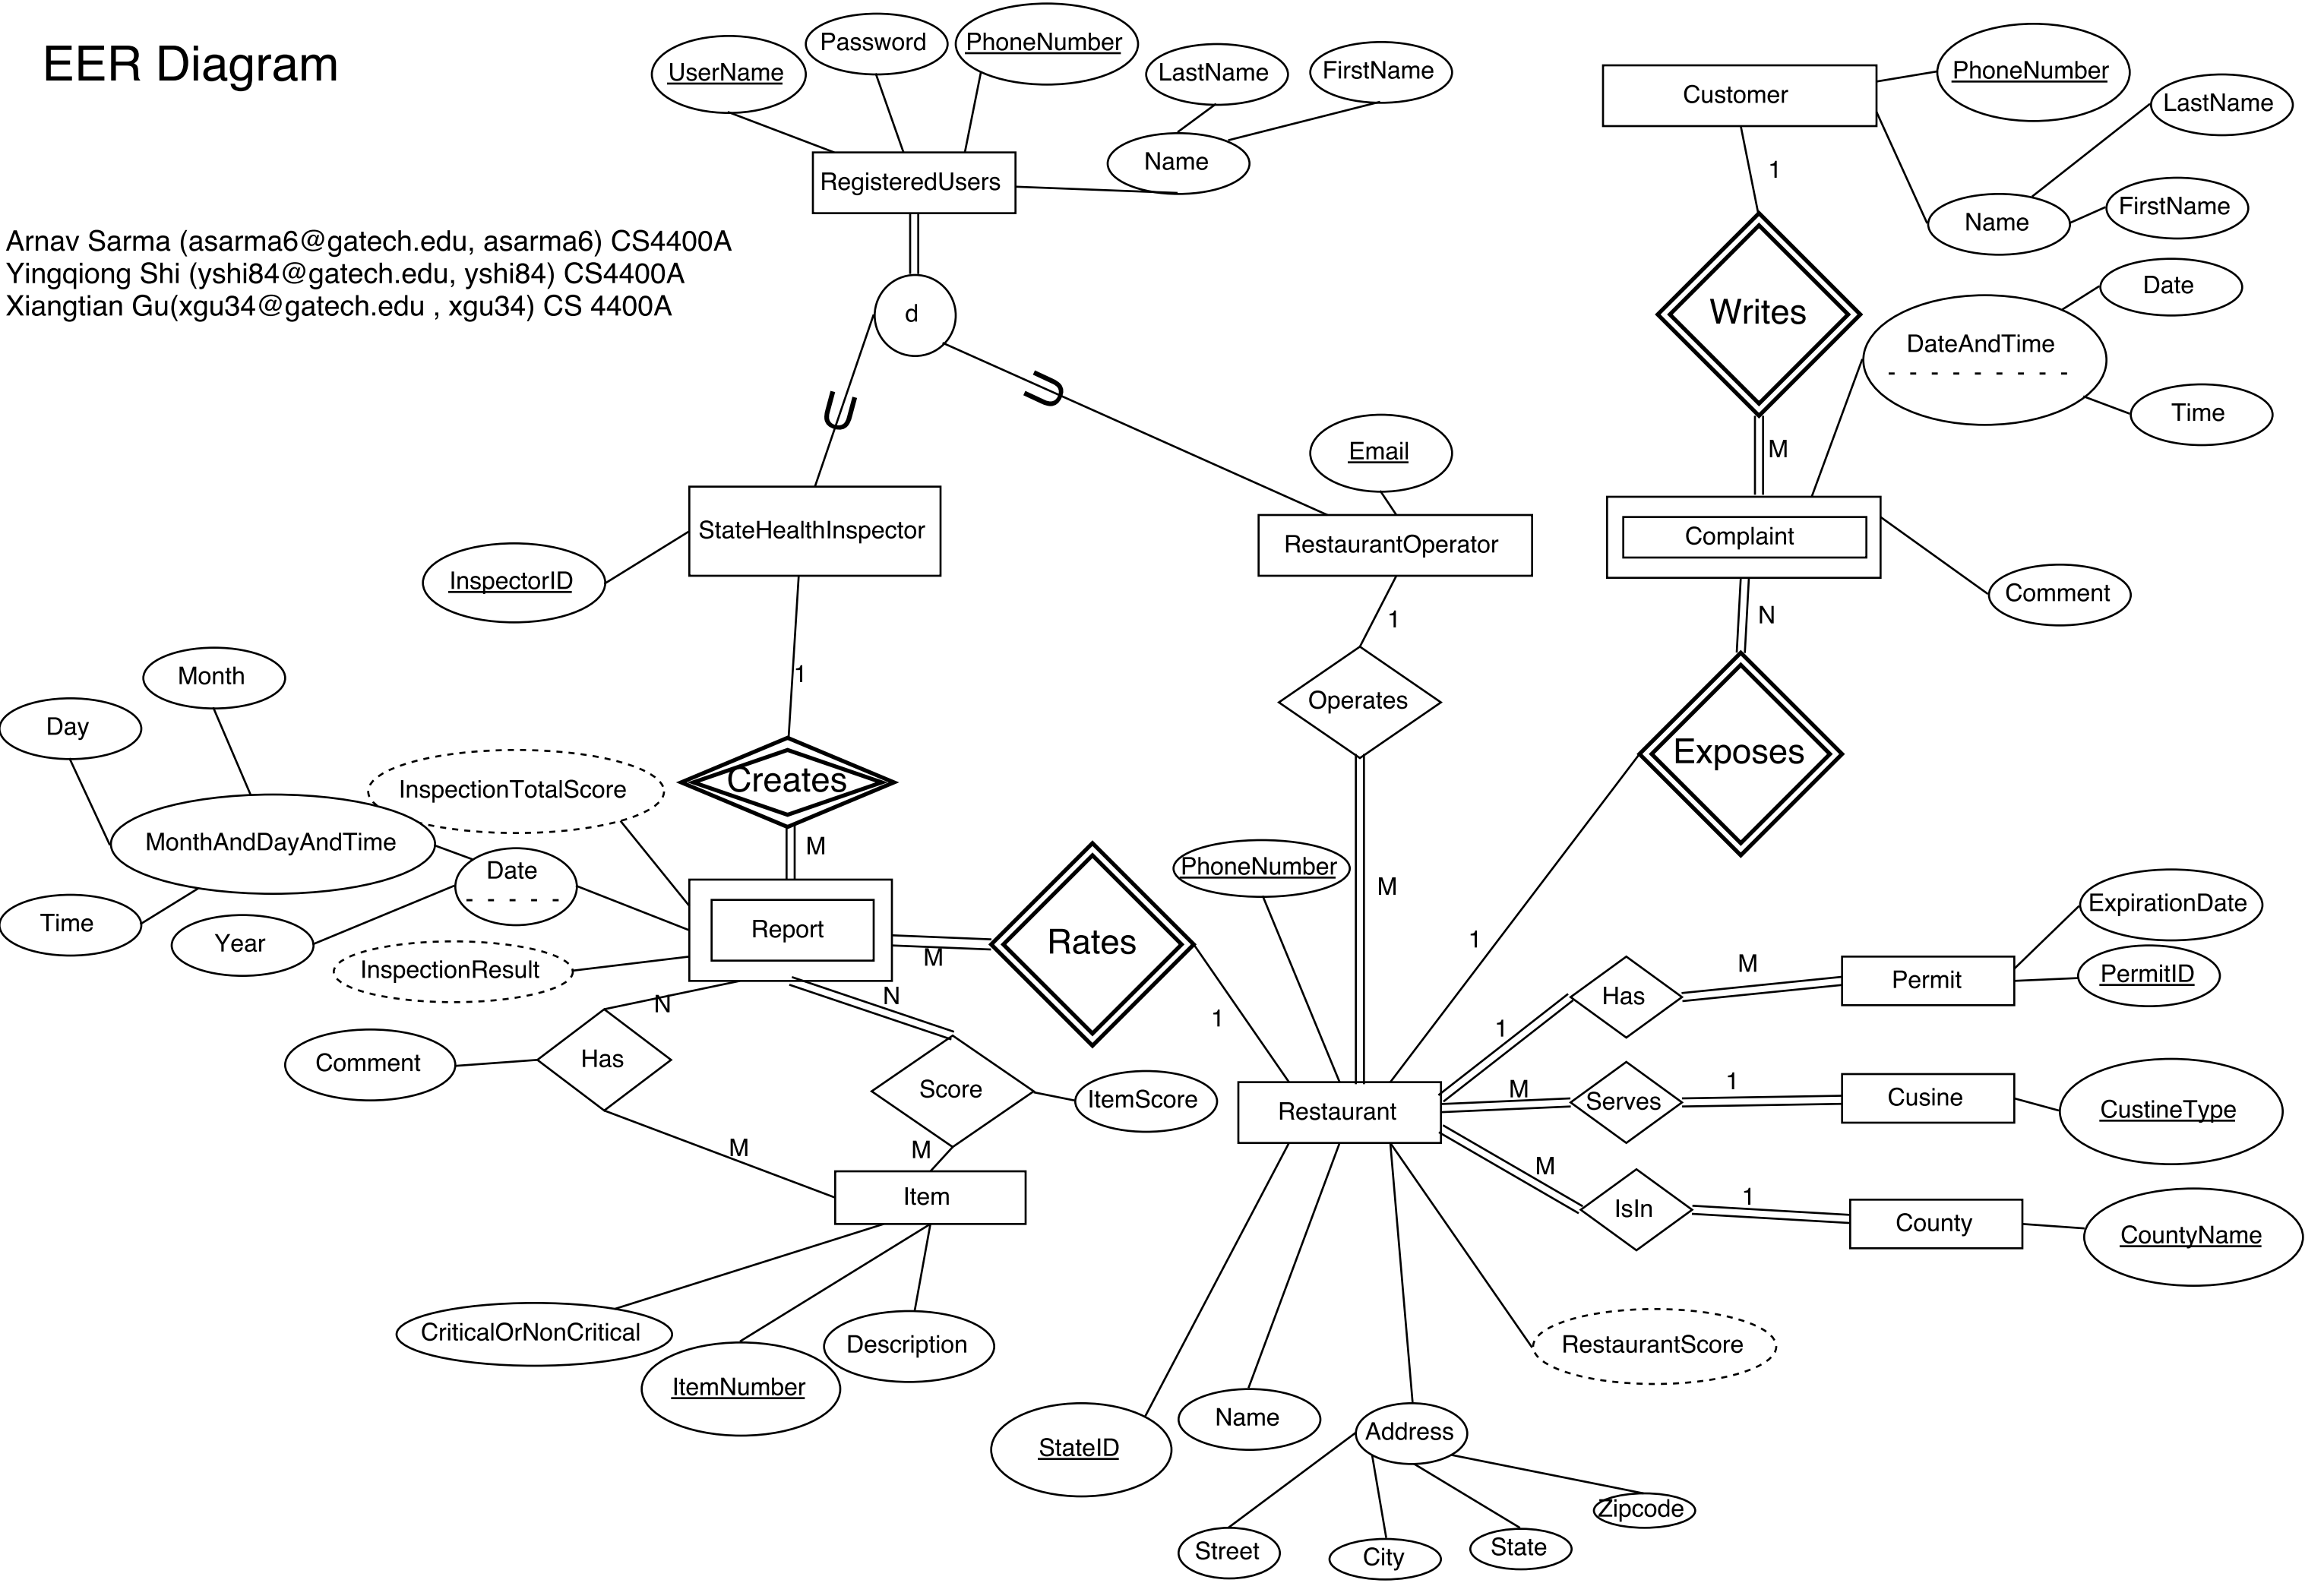 EER Diagram
UserName
Password
PhoneNumber
LastName
FirstName
Name
RegisteredUsers
Customer
PhoneNumber
LastName
FirstName
Name
1
Arnav Sarma (asarma6@gatech.edu, asarma6) CS4400A
Yingqiong Shi (yshi84@gatech.edu, yshi84) CS4400A
Xiangtian Gu(xgu34@gatech.edu , xgu34) CS 4400A
d
U
U
Writes
DateAndTime
Date
Time
M
Email
StateHealthInspector
InspectorID
RestaurantOperator
Complaint
Comment
1
1
N
Month
Day
Operates
Exposes
InspectionTotalScore
Creates
MonthAndDayAndTime
M
Date
Time
Year
PhoneNumber
M
Report
M
Rates
InspectionResult
1
1
ExpirationDate
M
Has
Permit
PermitID
N
N
1
Comment
Has
Score
ItemScore
Restaurant
M
Serves
1
Cusine
CustineType
M
M
M
IsIn
1
County
CountyName
Item
CriticalOrNonCritical
ItemNumber
Description
RestaurantScore
StateID
Name
Address
Street
City
State
Zipcode